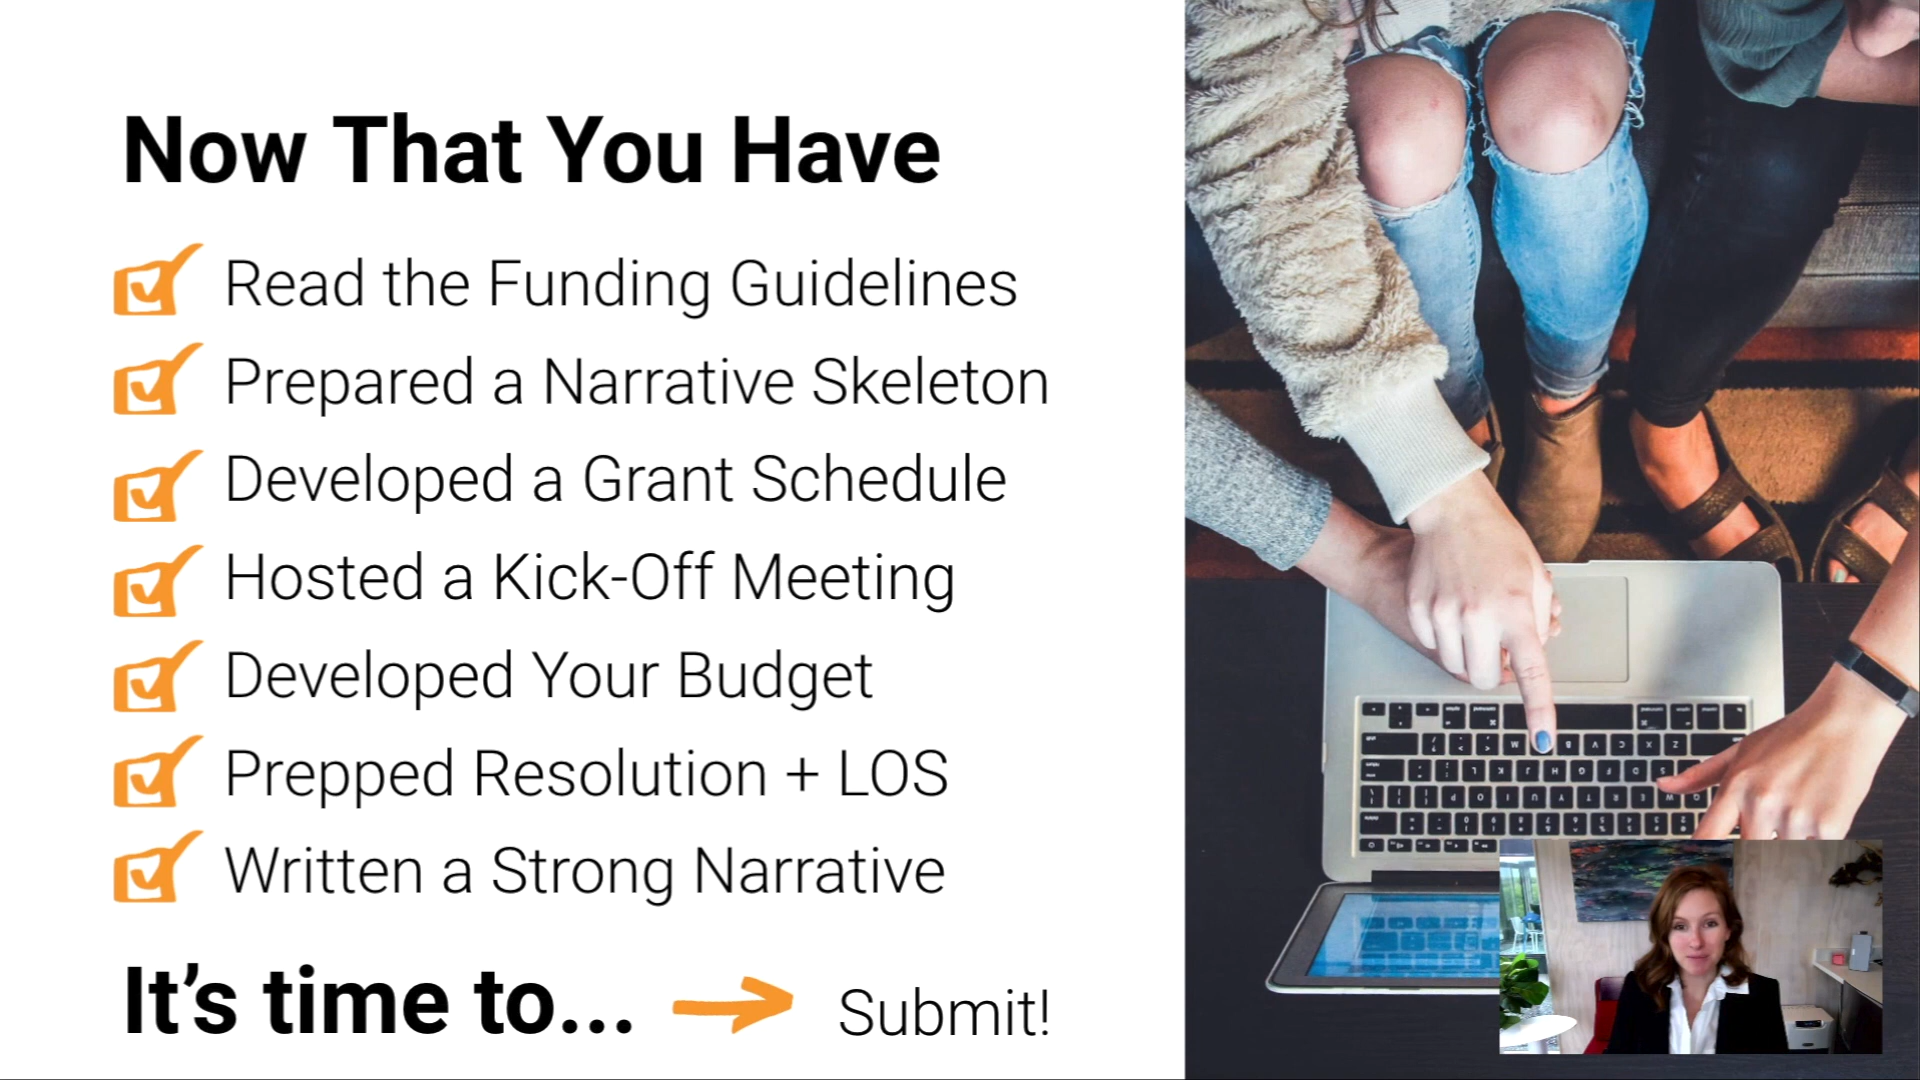 Now That You Have
Read the Funding Guidelines
Prepared a Narrative Skeleton
Developed a Grant Schedule
Hosted a Kick-Off Meeting
Developed Your Budget
Prepped Resolution + LOS
Written a Strong Narrative
It's time to... Submit!